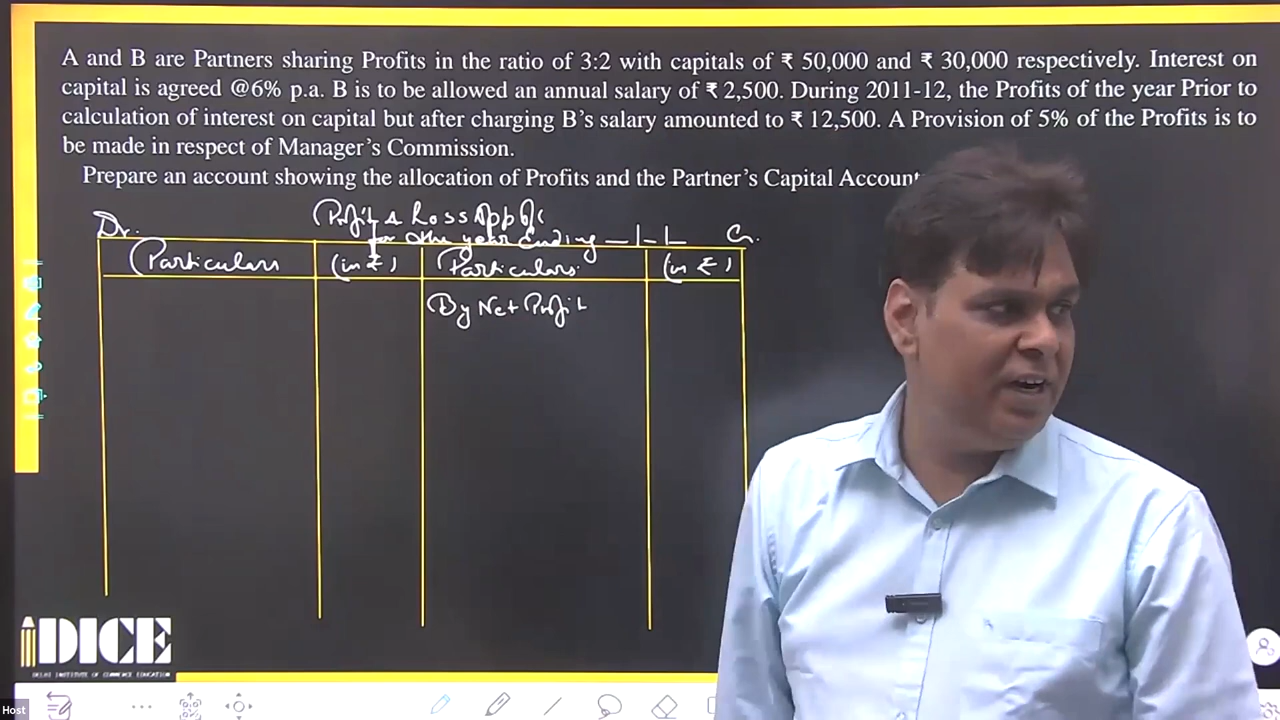 A and B are Partners sharing Profits in the ratio of 3:2 with capitals of ₹ 50,000 and ₹ 30,000 respectively. Interest on
capital is agreed @6% p.a. B is to be allowed an annual salary of ₹ 2,500. During 2011-12, the Profits of the year Prior to
calculation of interest on capital but after charging B's salary amounted to ₹ 12,500. A Provision of 5% of the Profits is to
be made in respect of Manager's Commission.
Prepare an account showing the allocation of Profits and the Partner's Capital Account
Profit & Loss App A/c
Dr. for the year Ending — | - | Cr.
Particulars (in ₹) Particulars (in ₹)
By Net Profit
DICE
DELHI INSTITUTE OF COMMERCE EDUCATION
Host